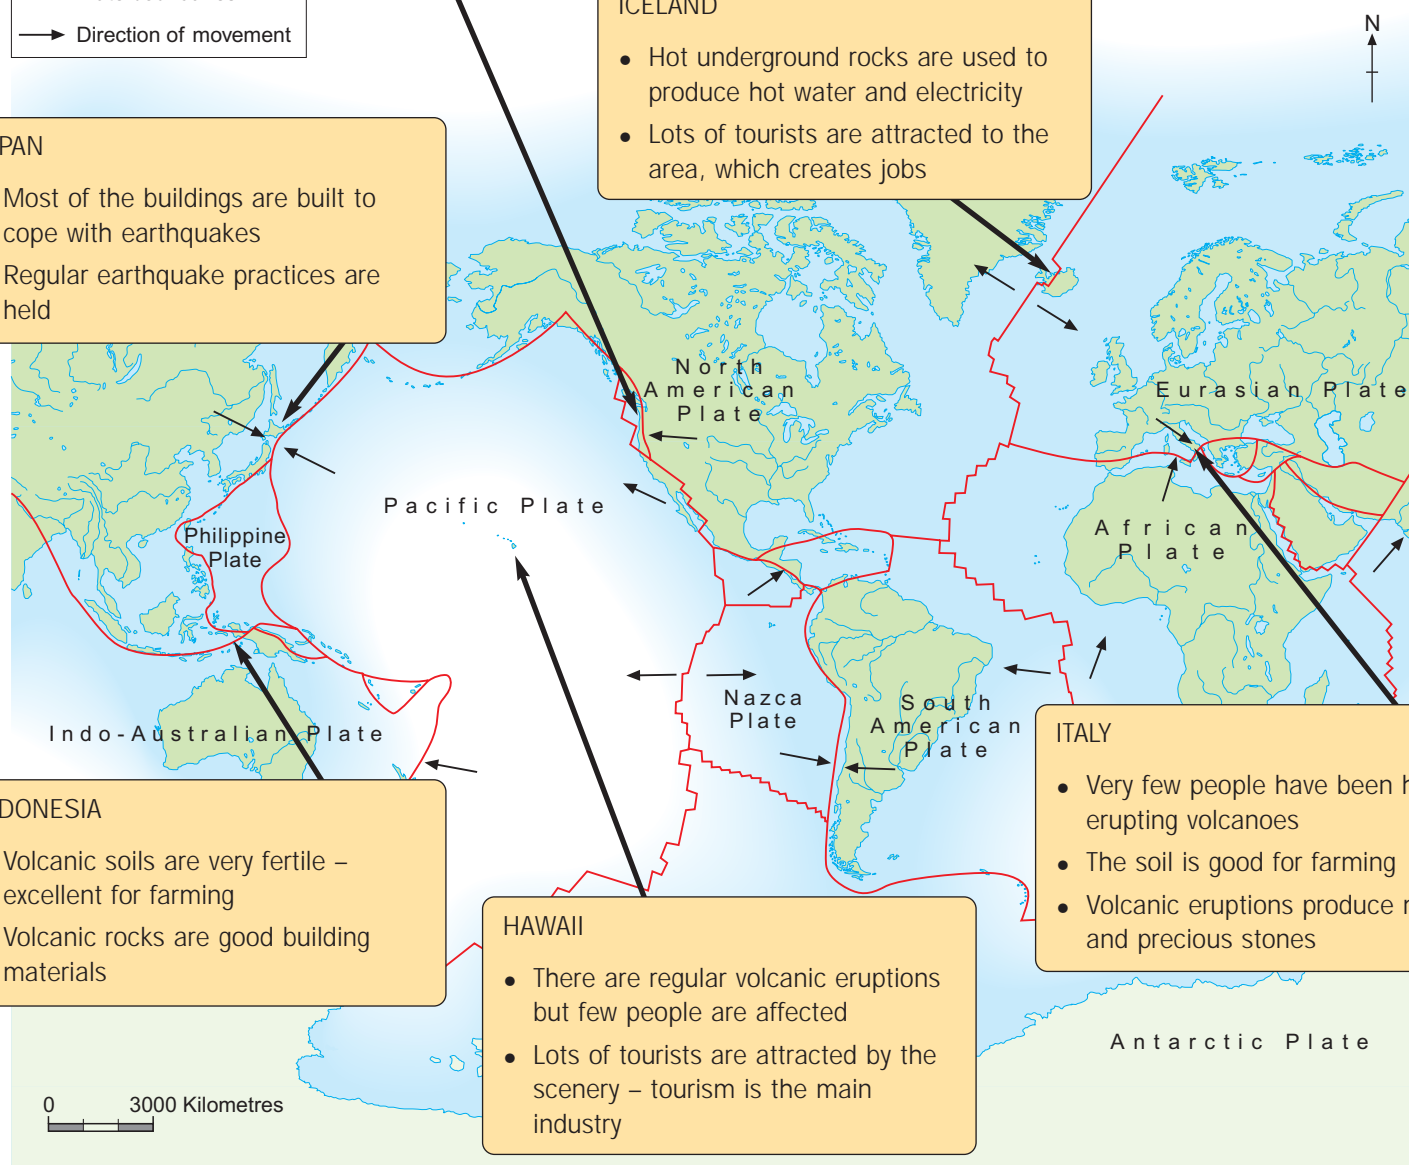 Direction of movement
ICELAND
• Hot underground rocks are used to
produce hot water and electricity
• Lots of tourists are attracted to the
area, which creates jobs
N
PAN
Most of the buildings are built to
cope with earthquakes
Regular earthquake practices are
held
North
American
Plate
Eurasian Plate
Pacific Plate
Philippine
Plate
African
Plate
Nazca
Plate
South
American
Plate
Indo-Australian Plate
ITALY
• Very few people have been h
erupting volcanoes
• The soil is good for farming
• Volcanic eruptions produce
and precious stones
DONESIA
Volcanic soils are very fertile –
excellent for farming
Volcanic rocks are good building
materials
HAWAII
• There are regular volcanic eruptions
but few people are affected
• Lots of tourists are attracted by the
scenery – tourism is the main
industry
Antarctic Plate
0 3000 Kilometres